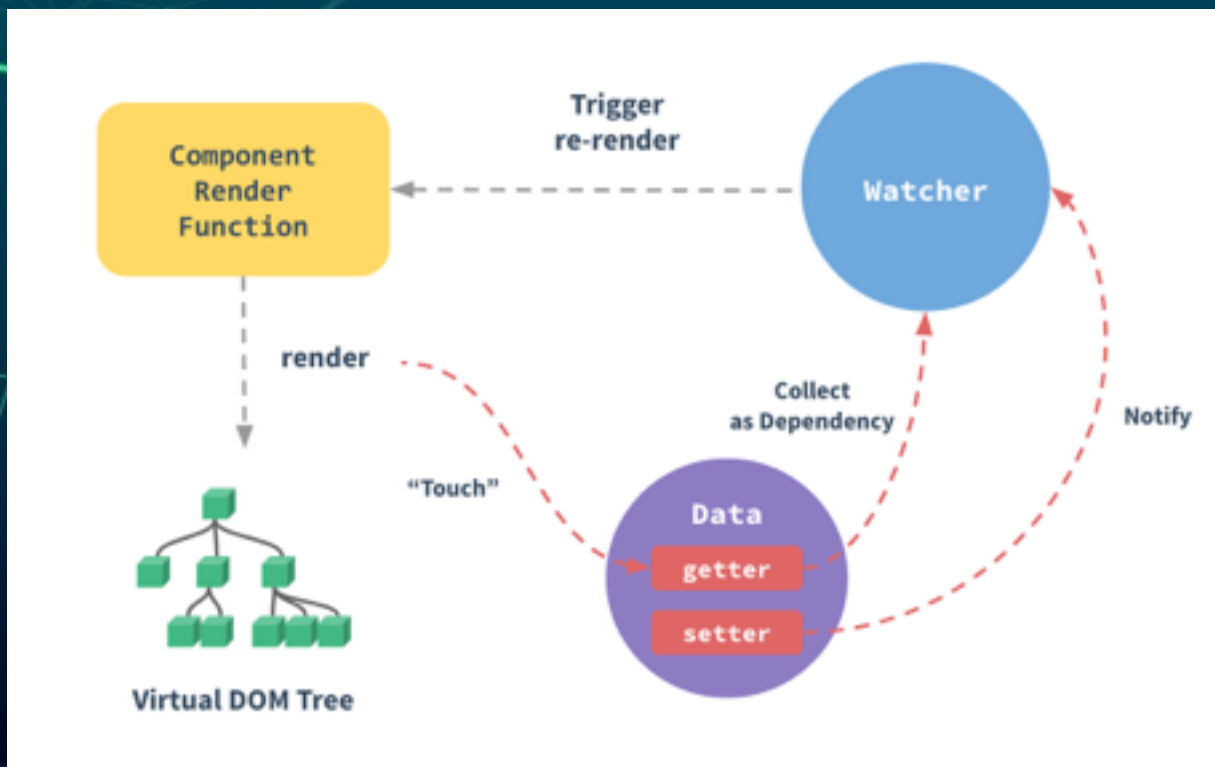 Trigger
re-render
Component
Render
Function
Watcher
render
Collect
as Dependency
Notify
“Touch”
Data
getter
setter
Virtual DOM Tree